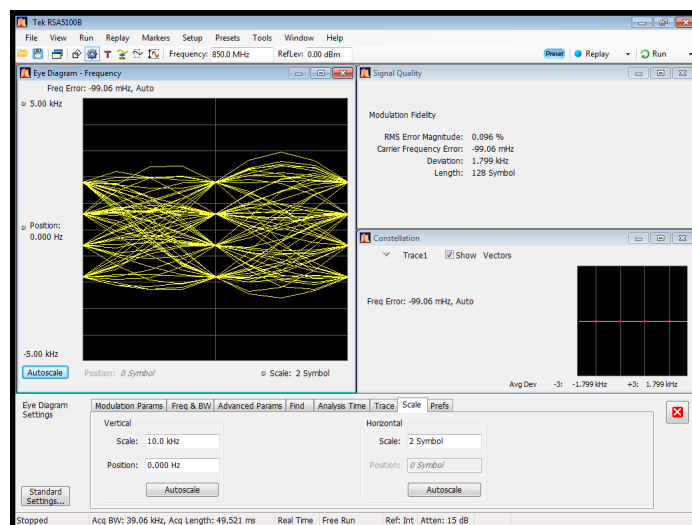 Tek RSA5100B
File View Run Replay Markers Setup Presets Tools Window Help
T Frequency: 850.0 MHz RefLev: 0.00 dBm Preset Replay Run
Eye Diagram - Frequency
Freq Error: -99.06 mHz, Auto
5.00 kHz
Position:
0.000 Hz
-5.00 kHz
Autoscale Position: 0 Symbol Scale: 2 Symbol
Signal Quality
Modulation Fidelity
RMS Error Magnitude: 0.096 %
Carrier Frequency Error: -99.06 mHz
Deviation: 1.799 kHz
Length: 128 Symbol
Constellation
Trace1 Show Vectors
Freq Error: -99.06 mHz, Auto
Avg Dev -3: -1.799 kHz +3: 1.799 kHz
Eye Diagram
Settings
Modulation Params Freq & BW Advanced Params Find Analysis Time Trace Scale Prefs
Vertical
Scale: 10.0 kHz
Position: 0.000 Hz
Autoscale
Horizontal
Scale: 2 Symbol
Position: 0 Symbol
Autoscale
Standard
Settings...
Stopped Acq BW: 39.06 kHz, Acq Length: 49.521 ms Real Time Free Run Ref: Int Atten: 15 dB